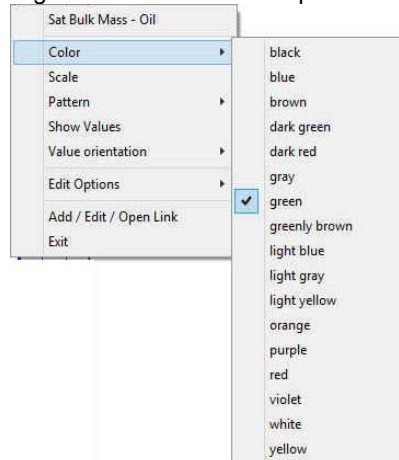 Sat Bulk Mass - Oil
Color
Scale
Pattern
Show Values
Value orientation
Edit Options
Add / Edit / Open Link
Exit
black
blue
brown
dark green
dark red
gray
green
greenly brown
light blue
light gray
light yellow
orange
purple
red
violet
white
yellow